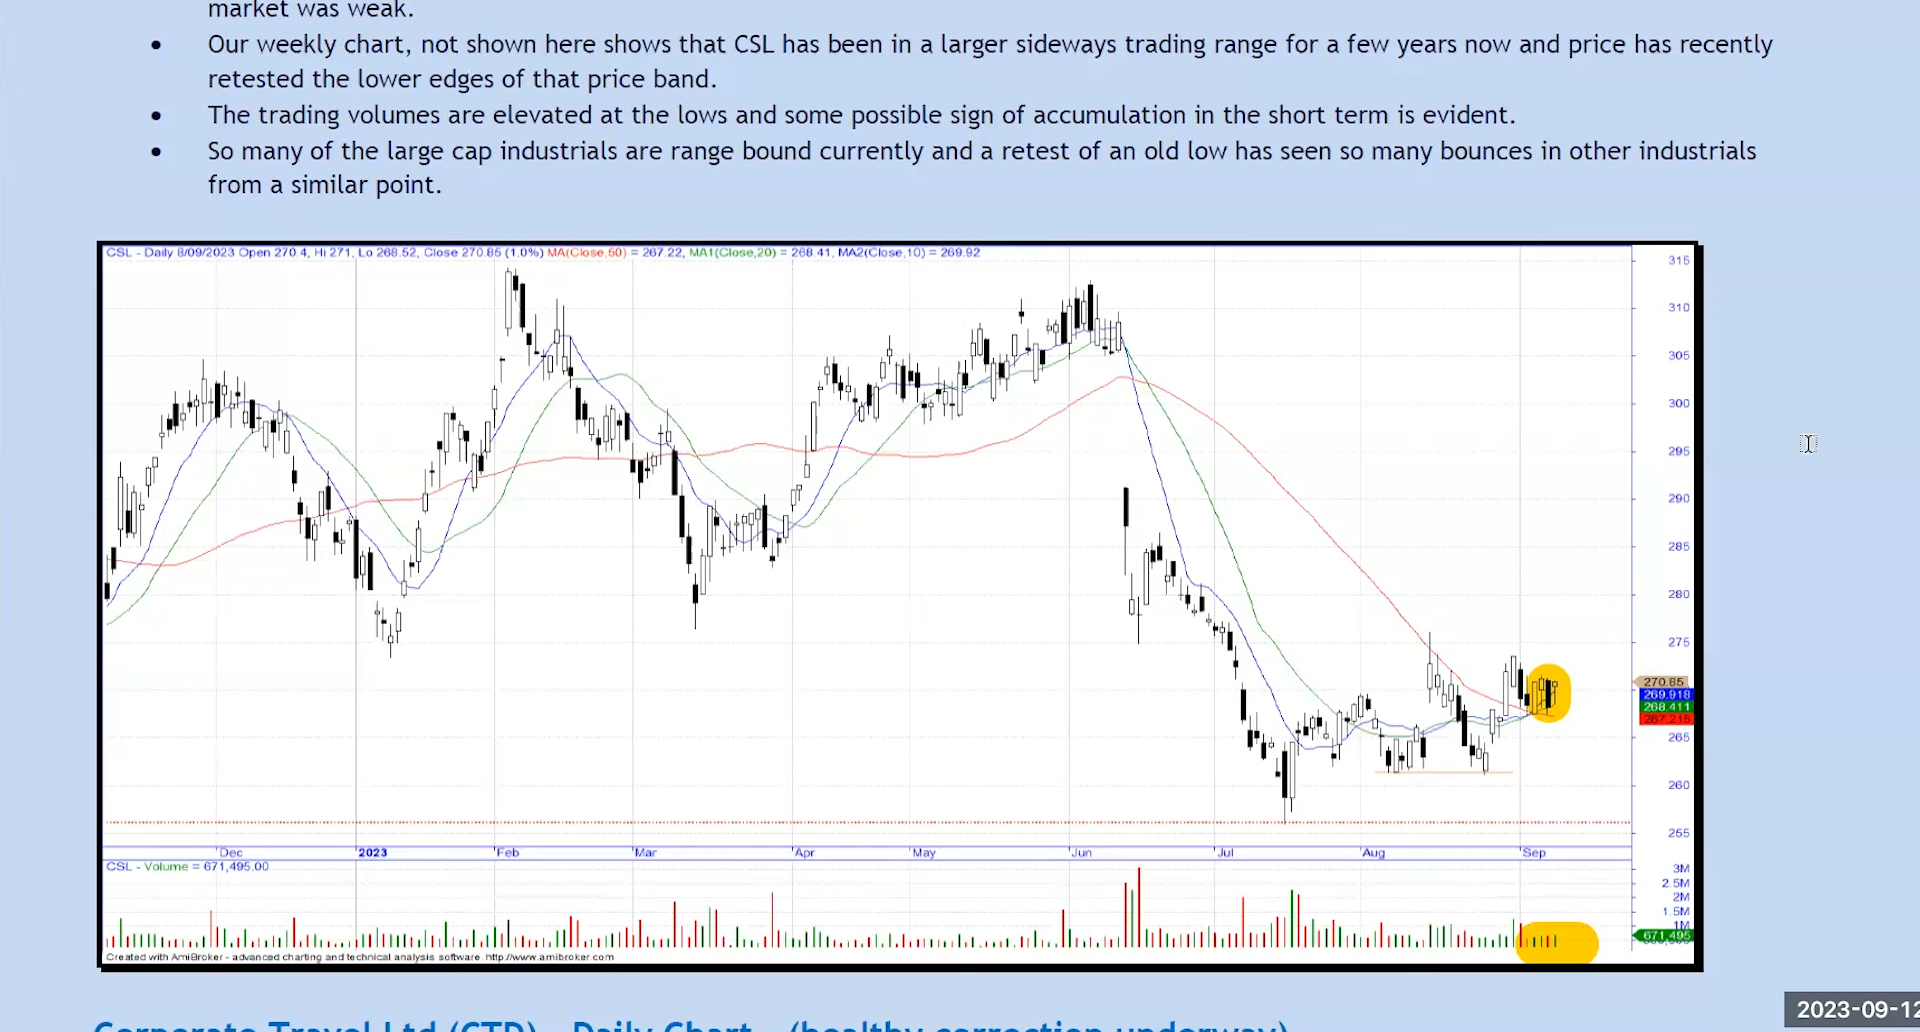 market was weak.
• Our weekly chart, not shown here shows that CSL has been in a larger sideways trading range for a few years now and price has recently
retested the lower edges of that price band.
• The trading volumes are elevated at the lows and some possible sign of accumulation in the short term is evident.
• So many of the large cap industrials are range bound currently and a retest of an old low has seen so many bounces in other industrials
from a similar point.
CSL - Daily 8/09/2023 Open 270.4, Hi 271, Lo 268.52, Close 270.85 (1.0%) MA(Close,50) = 267.22, MA1(Close,20) = 268.41, MA2(Close,10) = 269.92
315
310
305
300
295
290
285
280
275
270.85
269.918
268.411
267.215
265
260
255
Dec 2023 Feb Mar Apr May Jun Jul Aug Sep
CSL - Volume = 671,495.00
3M
2.5M
2M
1.5M
1M
671,495
Created with AmiBroker - advanced charting and technical analysis software. http://www.amibroker.com
Corporate Travel Ltd (CTD) - Daily Chart - (healthy correction underway)
2023-09-12